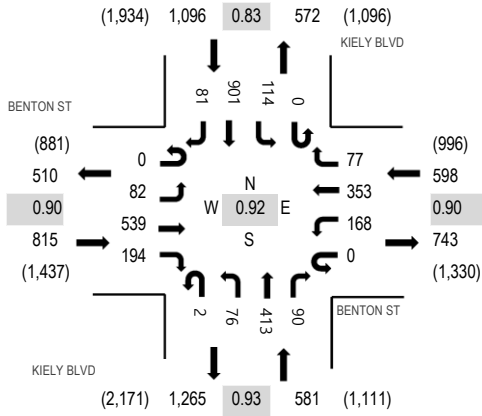 (1,934) 1,096 0.83 572 (1,096)
KIELY BLVD
BENTON ST
81 901 114 0
(881)
510
0.90
815
(1,437)
0
82
539
194
N
W 0.92 E
S
77
353
168
0
(996)
598
0.90
743
(1,330)
2 76 413 90
BENTON ST
KIELY BLVD
(2,171) 1,265 0.93 581 (1,111)